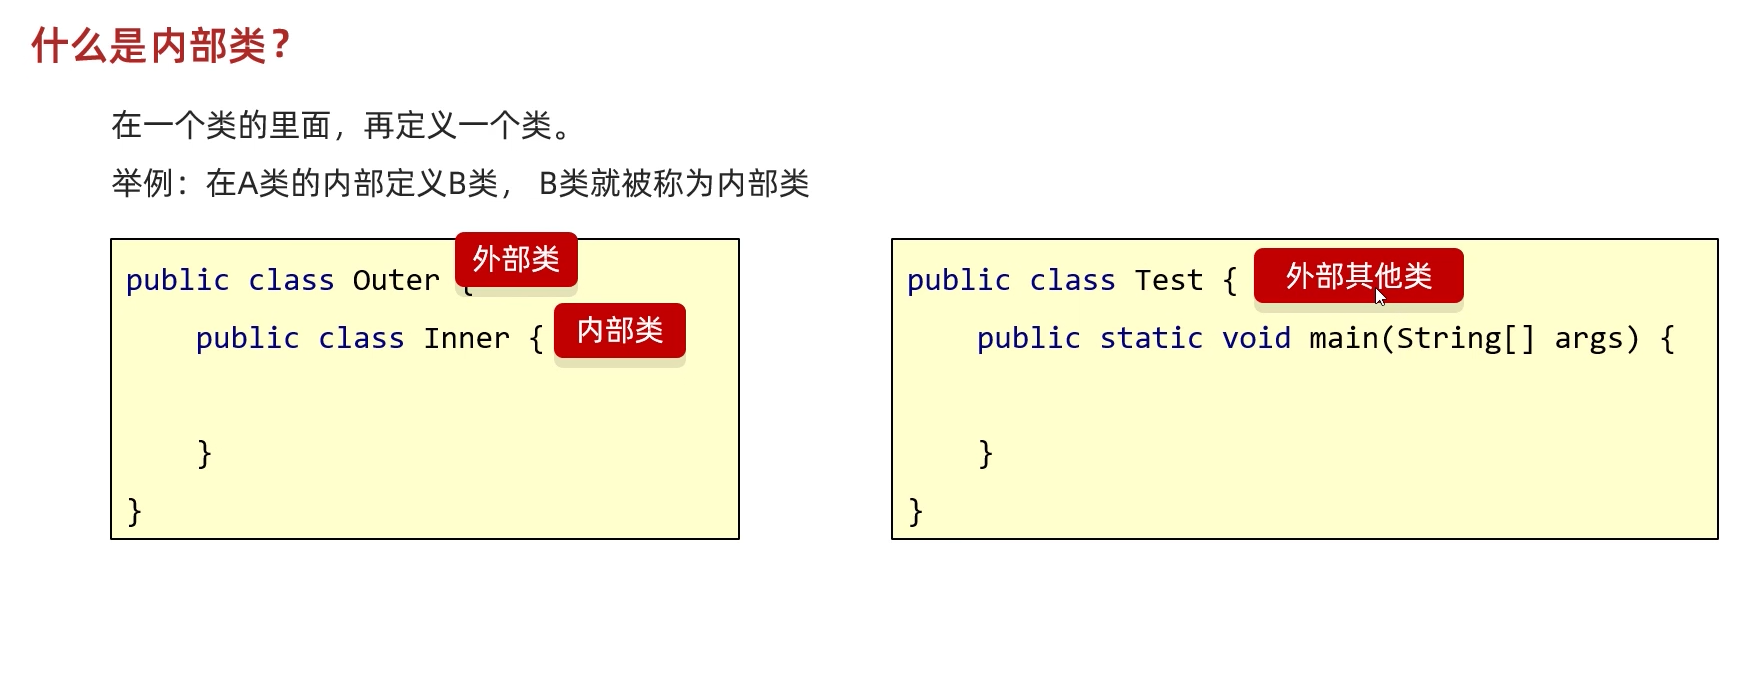 什么是内部类？
在一个类的里面，再定义一个类。
举例：在A类的内部定义B类， B类就被称为内部类
public class Outer {
外部类
public class Inner {
内部类
}
}
public class Test {
外部其他类
public static void main(String[] args) {
}
}